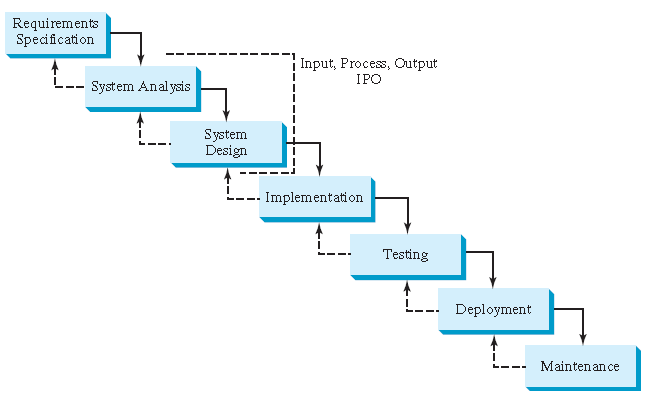 Requirements
Specification
Input, Process, Output
IPO
System Analysis
System
Design
Implementation
Testing
Deployment
Maintenance